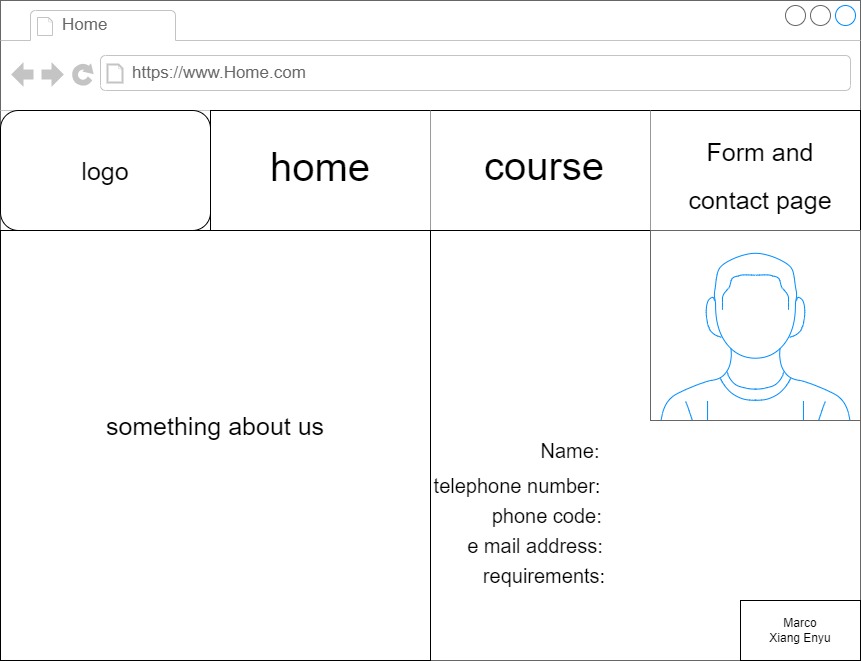 Home
https://www.Home.com
logo
home
course
Form and
contact page
something about us
Name:
telephone number:
phone code:
e mail address:
requirements:
Marco
Xiang Enyu